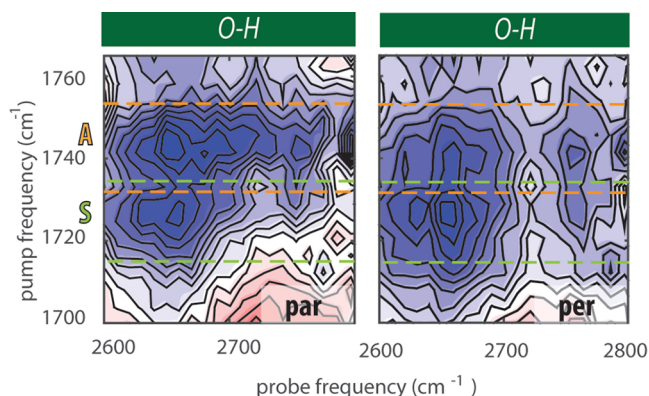 O-H
O-H
pump frequency (cm-1)
1760
A
1740
S
1720
1700
par
per
2600
2700
2600
2700
2800
probe frequency (cm -1)